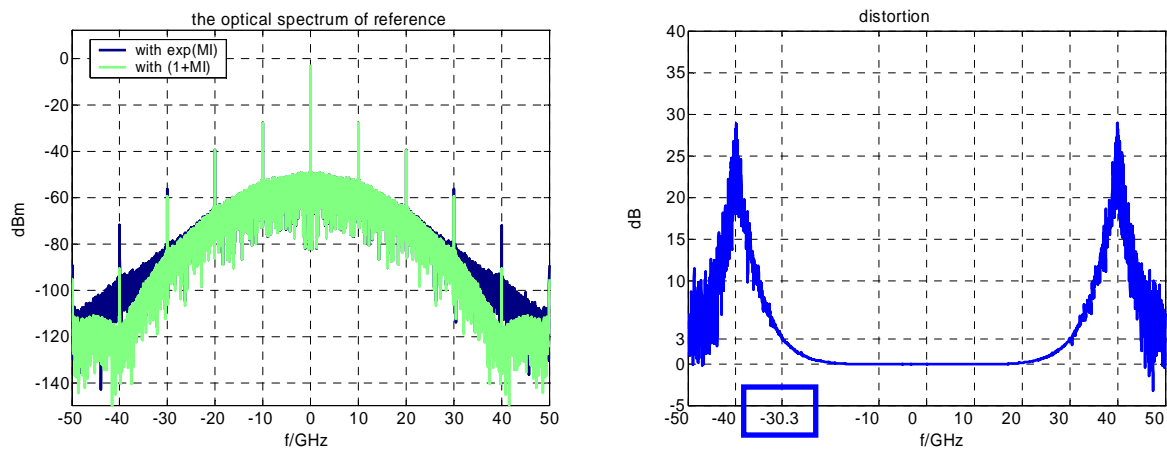 the optical spectrum of reference
with exp(MI)
with (1+MI)
0
-20
-40
-60
-80
-100
-120
-140
dBm
-50 -40 -30 -20 -10 0 10 20 30 40 50
f/GHz
distortion
40
35
30
25
20
15
10
3
0
-5
dB
-50 -40 -30.3 -10 0 10 20 30 40 50
f/GHz